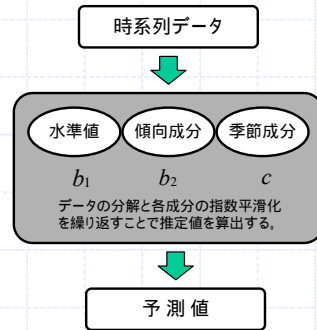 時系列データ
水準値 傾向成分 季節成分
b₁ b₂ c
データの分解と各成分の指数平滑化
を繰り返すことで推定値を算出する。
予 測 値